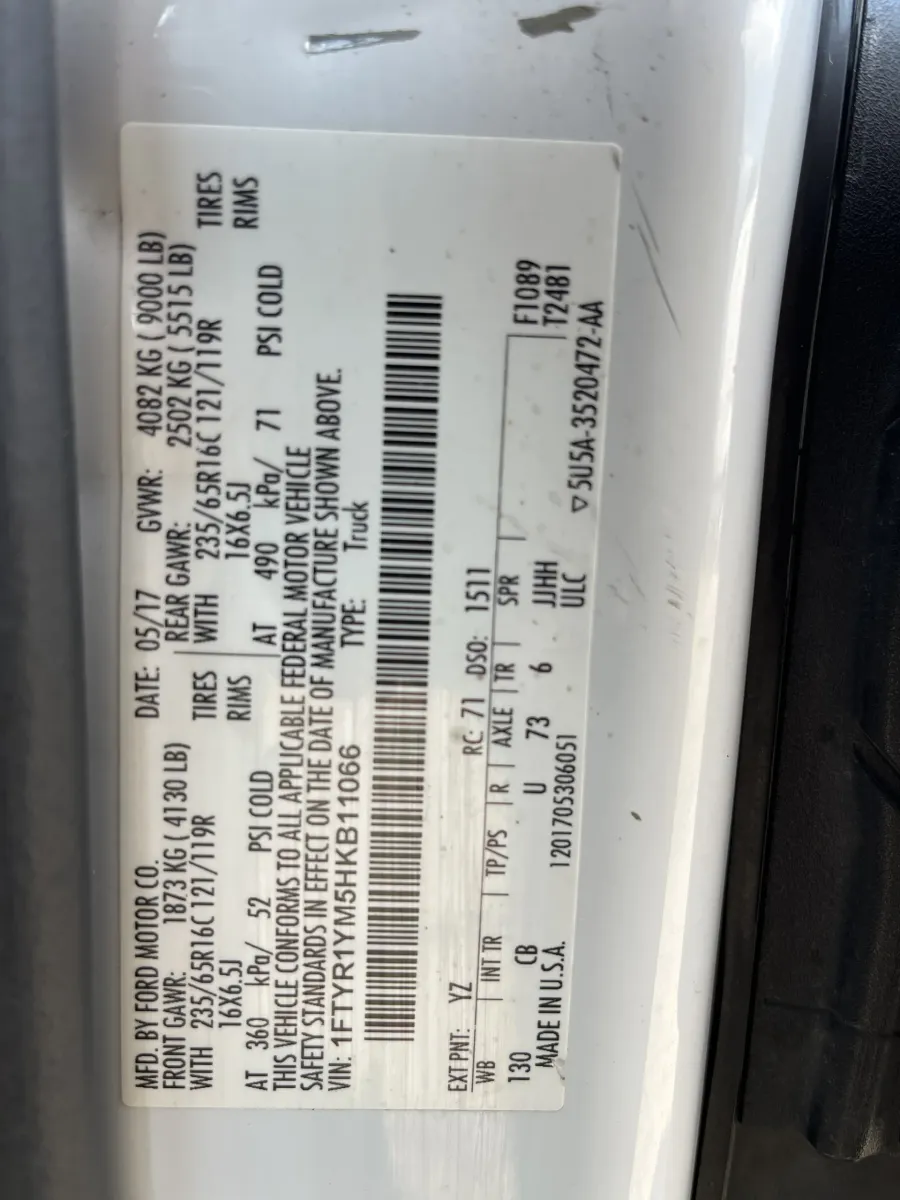 MFD. BY FORD MOTOR CO. DATE: 05/17 GVWR: 4082 KG ( 9000 LB)
FRONT GAWR: 1873 KG ( 4130 LB) REAR GAWR: 2502 KG ( 5515 LB)
WITH 235/65R16C 121/119R TIRES WITH 235/65R16C 121/119R TIRES
16X6.5J RIMS 16X6.5J RIMS
AT 360 kPa/ 52 PSI COLD AT 490 kPa/ 71 PSI COLD
THIS VEHICLE CONFORMS TO ALL APPLICABLE FEDERAL MOTOR VEHICLE
SAFETY STANDARDS IN EFFECT ON THE DATE OF MANUFACTURE SHOWN ABOVE.
VIN: 1FTYR1YM5HKB11066 TYPE: Truck
EXT PNT: YZ RC: 71 DSO: 1511
WB INT TR TP/PS R AXLE TR SPR F1089
130 CB U 73 6 JJHH T24B1
MADE IN U.S.A. 1201705306051 ULC ▽5U5A-3520472-AA